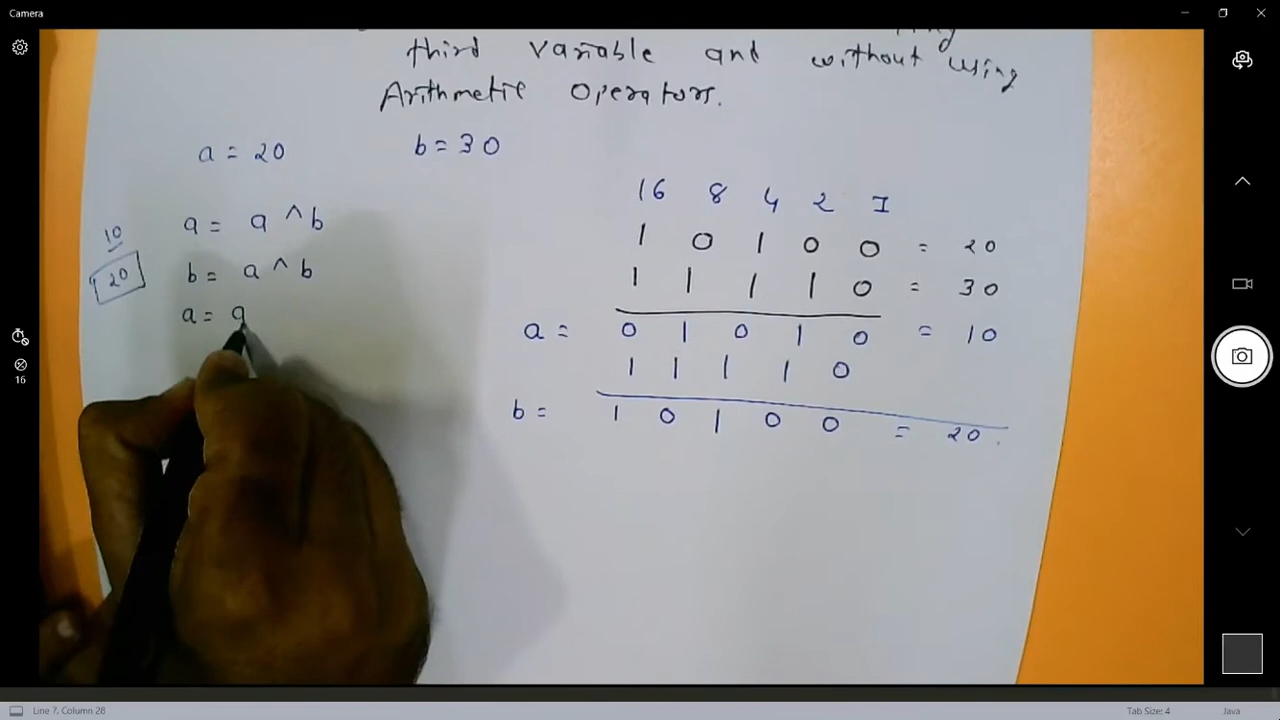 Camera
third variable and without using
Arithmetic Operators.
a = 20 b = 30
16 8 4 2 1
a = a ^ b
10
1 0 1 0 0 = 20
b = a ^ b
20
1 1 1 1 0 = 30
a = a
a = 0 1 0 1 0 = 10
1 1 1 1 0
16
b = 1 0 1 0 0 = 20.
Line 7, Column 28 Tab Size: 4 Java